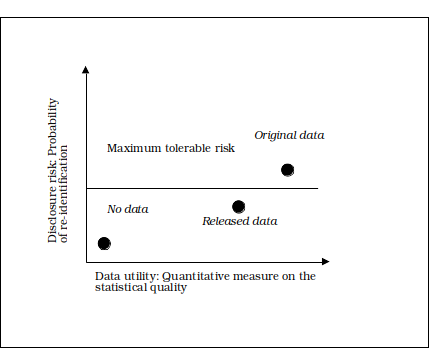 Original data
Maximum tolerable risk
No data
Released data
Disclosure risk: Probability
of re-identification
Data utility: Quantitative measure on the
statistical quality